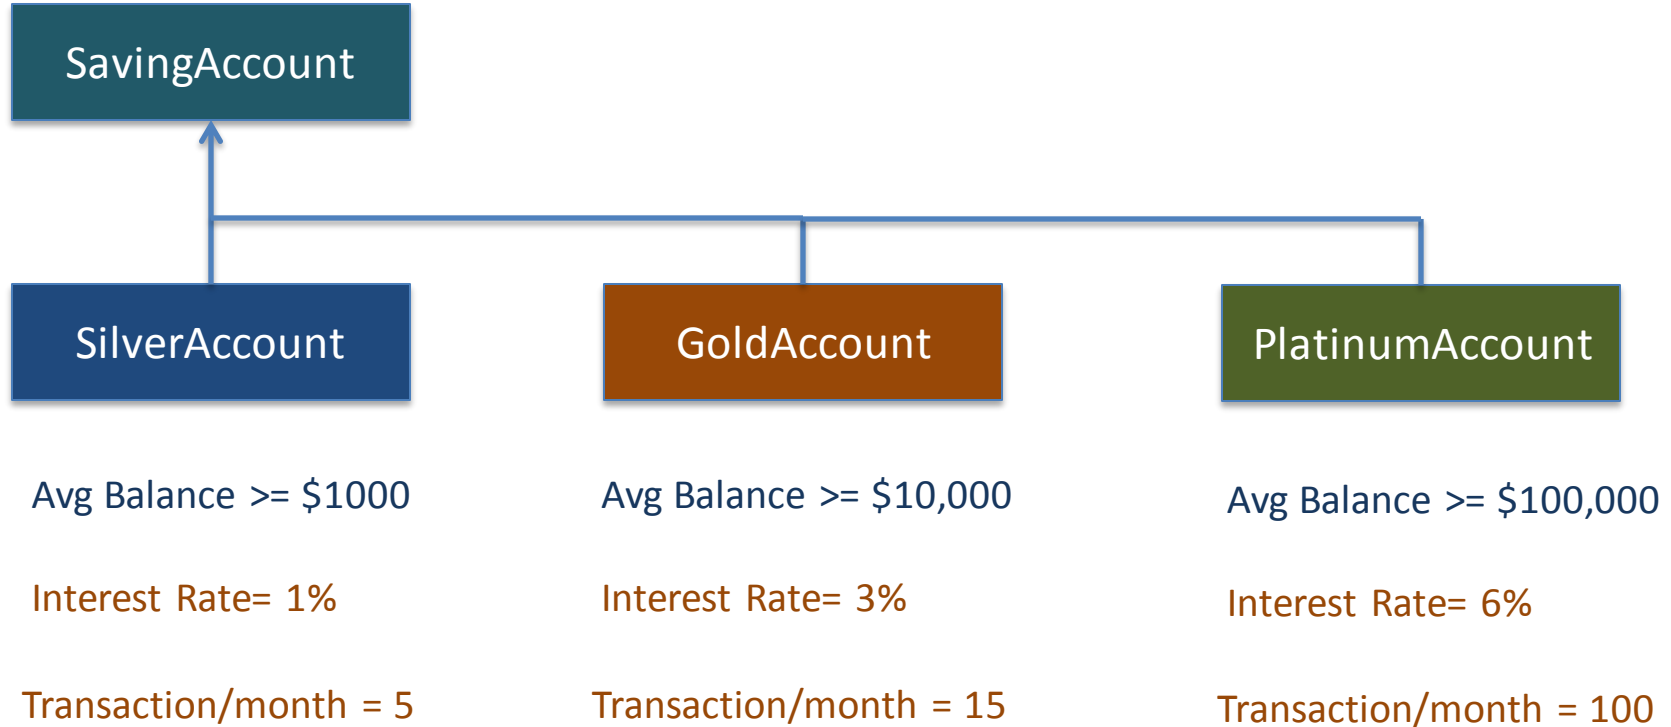 SavingAccount
SilverAccount
GoldAccount
PlatinumAccount
Avg Balance >= $1000
Avg Balance >= $10,000
Avg Balance >= $100,000
Interest Rate= 1%
Interest Rate= 3%
Interest Rate= 6%
Transaction/month = 5
Transaction/month = 15
Transaction/month = 100